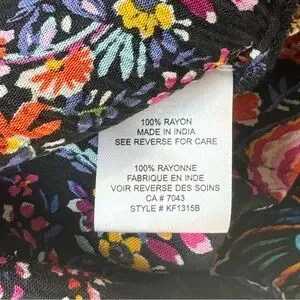 100% RAYON
MADE IN INDIA
SEE REVERSE FOR CARE
100% RAYONNE
FABRIQUE EN INDE
VOIR REVERSE DES SOINS
CA # 7043
STYLE # KF1315B